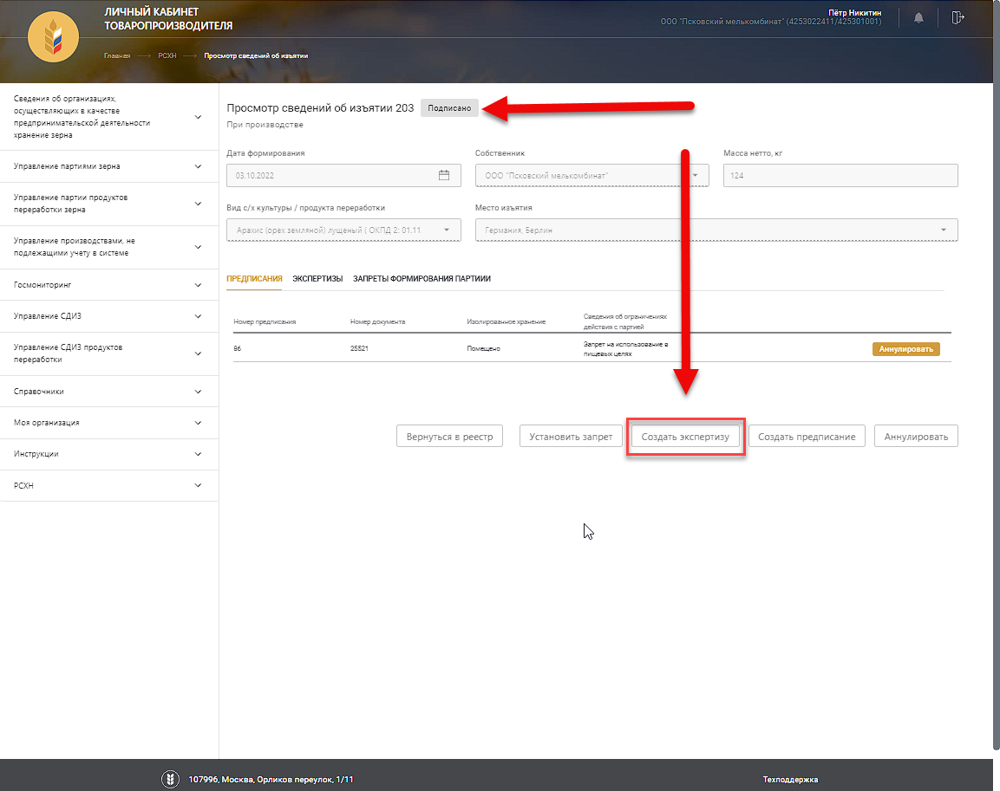 ЛИЧНЫЙ КАБИНЕТ
ТОВАРОПРОИЗВОДИТЕЛЯ
Пётр Никитин
ООО "Псковский мелькомбинат" (4253022411/425301001)
Главная РСХН Просмотр сведений об изъятии
Сведения об организациях,
осуществляющих в качестве
предпринимательской деятельности
хранение зерна
Управление партиями зерна
Управление партии продуктов
переработки зерна
Управление производствами, не
подлежащими учету в системе
Госмониторинг
Управление СДИЗ
Управление СДИЗ продуктов
переработки
Справочники
Моя организация
Инструкции
РСХН
Просмотр сведений об изъятии 203 Подписано
При производстве
Дата формирования Собственник Масса нетто, кг
03.10.2022 ООО "Псковский мелькомбинат" 124
Вид с/х культуры / продукта переработки Место изъятия
Арахис (орех земляной) лущеный ( ОКПД 2: 01.11 Германия, Берлин
ПРЕДПИСАНИЯ ЭКСПЕРТИЗЫ ЗАПРЕТЫ ФОРМИРОВАНИЯ ПАРТИИИ
Номер предписания Номер документа Изолированное хранение Сведения об ограничениях
действия с партией
86 25521 Помещено Запрет на использование в
пищевых целях
Аннулировать
Вернуться в реестр Установить запрет Создать экспертизу Создать предписание Аннулировать
107996, Москва, Орликов переулок, 1/11 Техподдержка